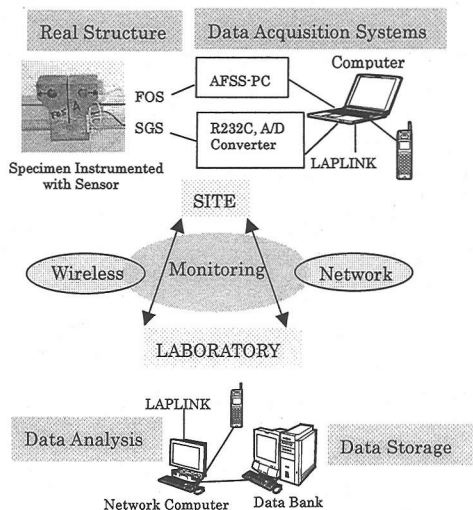 Real Structure
Data Acquisition Systems
Computer
FOS
AFSS-PC
SGS
R232C, A/D
Converter
LAPLINK
Specimen Instrumented
with Sensor
SITE
Wireless
Monitoring
Network
LABORATORY
LAPLINK
Data Analysis
Data Storage
Network Computer
Data Bank